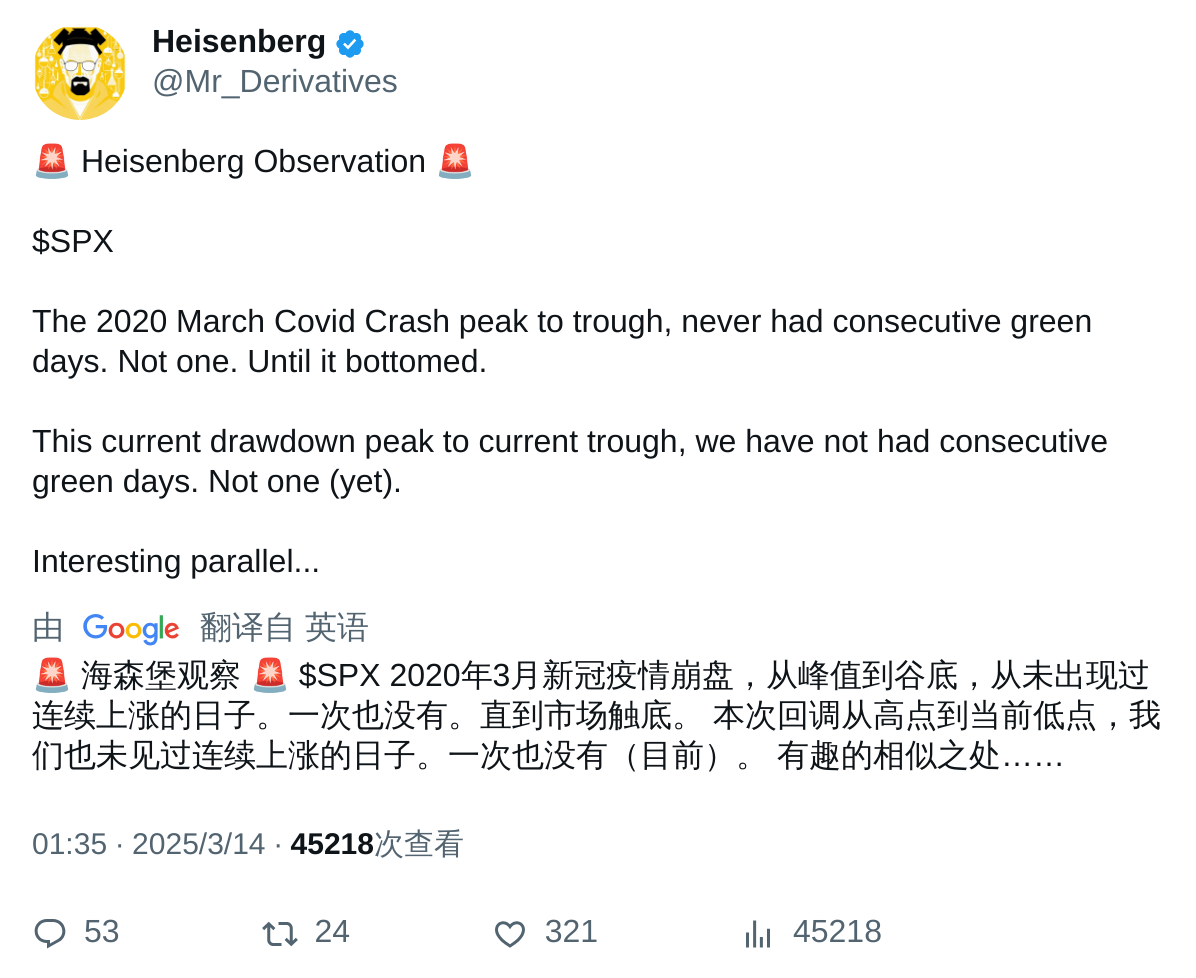 Heisenberg
@Mr_Derivatives
🚨 Heisenberg Observation 🚨
$SPX
The 2020 March Covid Crash peak to trough, never had consecutive green
days. Not one. Until it bottomed.
This current drawdown peak to current trough, we have not had consecutive
green days. Not one (yet).
Interesting parallel...
由 Google 翻译自 英语
🚨 海森堡观察 🚨 $SPX 2020年3月新冠疫情崩盘，从峰值到谷底，从未出现过
连续上涨的日子。一次也没有。直到市场触底。 本次回调从高点到当前低点，我
们也未见过连续上涨的日子。一次也没有（目前）。 有趣的相似之处……
01:35 · 2025/3/14 · 45218次查看
53 24 321 45218